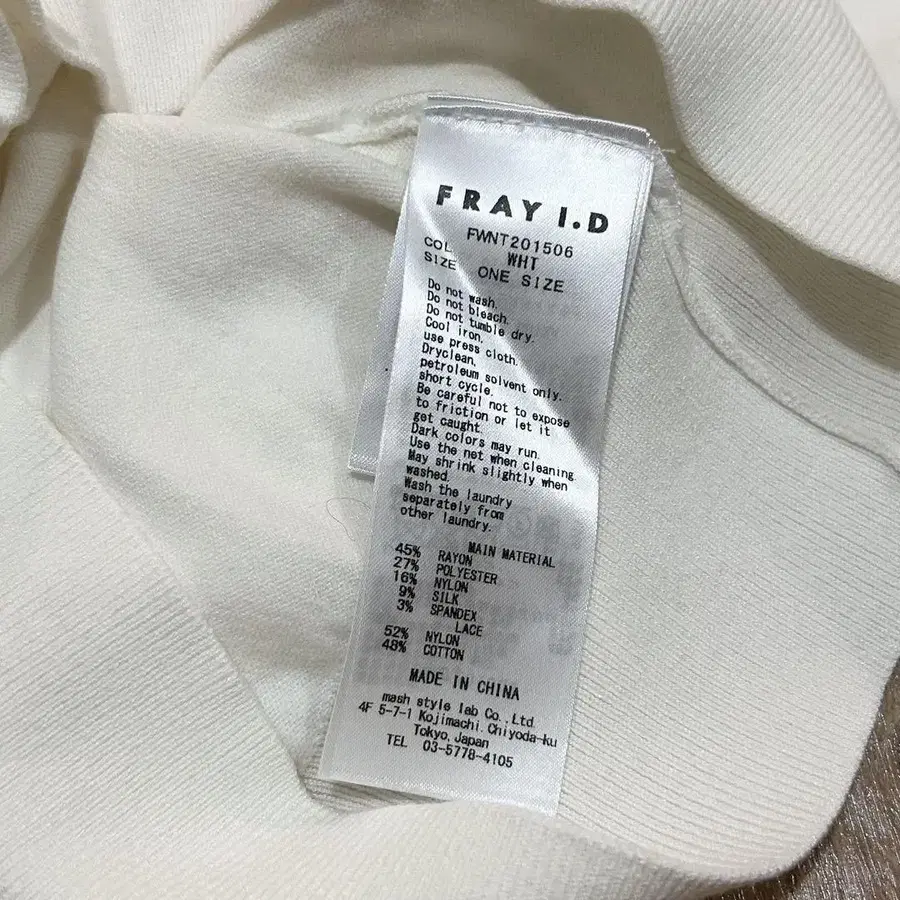 FRAY I.D
FWNT201506
COL. WHT
SIZE ONE SIZE
Do not wash.
Do not bleach.
Do not tumble dry.
Cool iron,
use press cloth.
Dryclean,
petroleum solvent only.
short cycle.
Be careful not to expose
to friction or let it
get caught.
Dark colors may run.
Use the net when cleaning.
May shrink slightly when
washed.
Wash the laundry
separately from
other laundry.
MAIN MATERIAL
45% RAYON
27% POLYESTER
16% NYLON
9% SILK
3% SPANDEX
LACE
52% NYLON
48% COTTON
MADE IN CHINA
mash style lab Co.,Ltd.
4F 5-7-1 Kojimachi, Chiyoda-ku
Tokyo, Japan
TEL 03-5778-4105